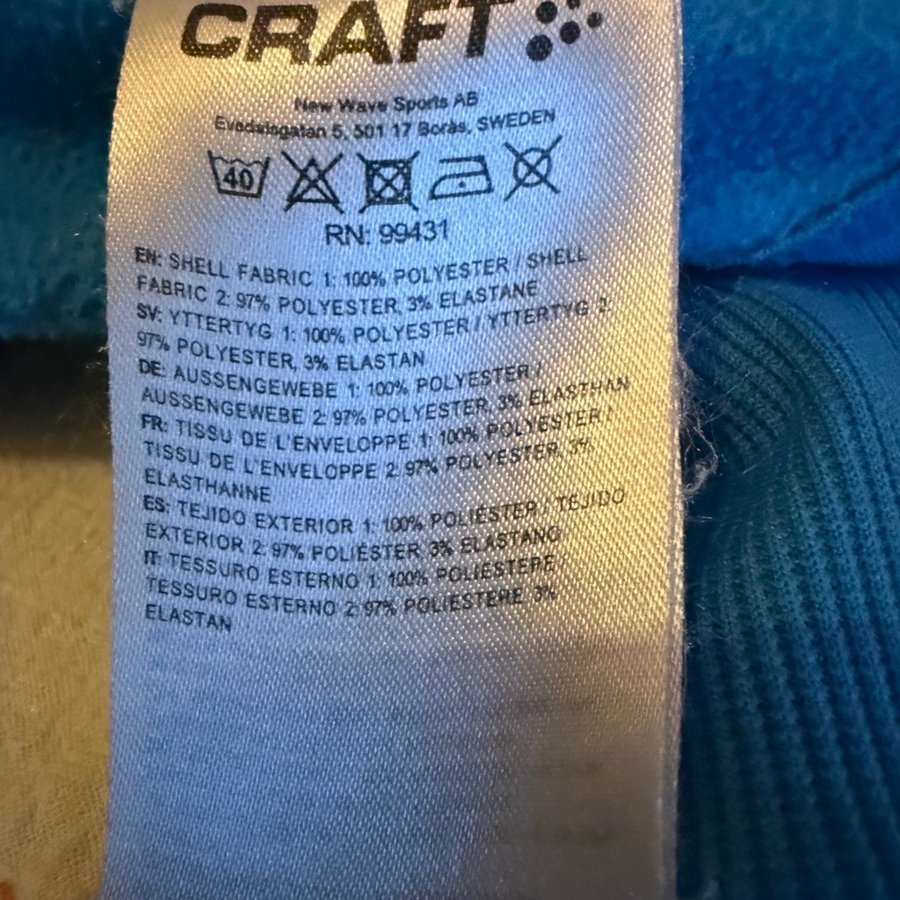 CRAFT
New Wave Sports AB
Evedalsgatan 5, 501 17 Borås, SWEDEN
40
RN: 99431
EN: SHELL FABRIC 1: 100% POLYESTER / SHELL
FABRIC 2: 97% POLYESTER, 3% ELASTANE
SV: YTTERTYG 1: 100% POLYESTER / YTTERTYG 2:
97% POLYESTER, 3% ELASTAN
DE: AUSSENGEWEBE 1: 100% POLYESTER /
AUSSENGEWEBE 2: 97% POLYESTER, 3% ELASTHAN
FR: TISSU DE L'ENVELOPPE 1: 100% POLYESTER /
TISSU DE L'ENVELOPPE 2: 97% POLYESTER, 3%
ELASTHANNE
ES: TEJIDO EXTERIOR 1: 100% POLIÉSTER / TEJIDO
EXTERIOR 2: 97% POLIÉSTER 3% ELASTANO
IT: TESSURO ESTERNO 1: 100% POLIESTERE /
TESSURO ESTERNO 2: 97% POLIESTERE 3%
ELASTAN